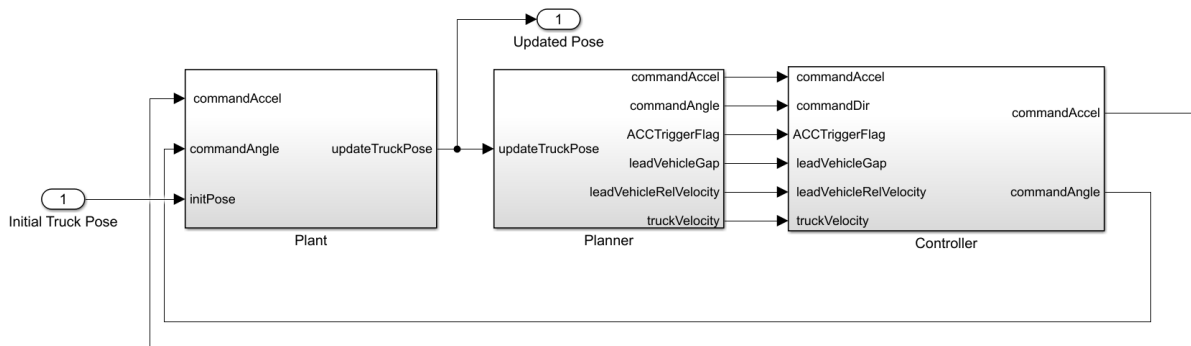 1
Updated Pose
commandAccel
commandAngle
initPose
updateTruckPose
Plant
1
Initial Truck Pose
updateTruckPose
commandAccel
commandAngle
ACCTriggerFlag
leadVehicleGap
leadVehicleRelVelocity
truckVelocity
Planner
commandAccel
commandDir
ACCTriggerFlag
leadVehicleGap
leadVehicleRelVelocity
truckVelocity
commandAccel
commandAngle
Controller